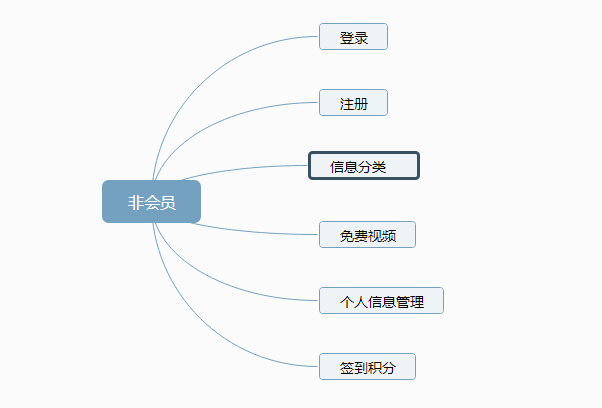 登录
注册
信息分类
非会员
免费视频
个人信息管理
签到积分